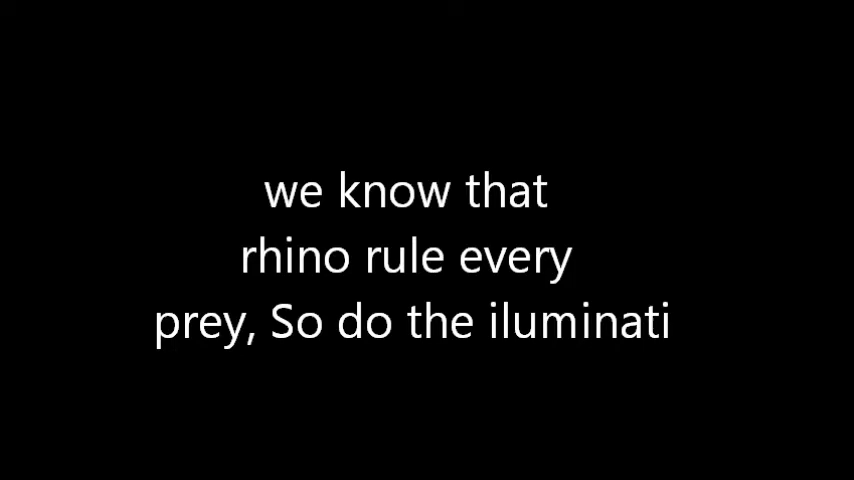 we know that
rhino rule every
prey, So do the iluminati